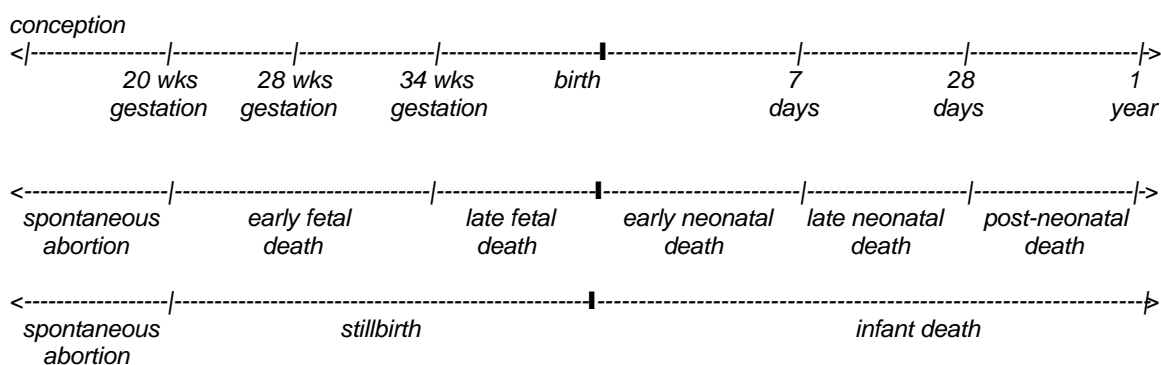 conception
20 wks 28 wks 34 wks birth 7 28 1
gestation gestation gestation days days year
spontaneous early fetal late fetal early neonatal late neonatal post-neonatal
abortion death death death death death
spontaneous stillbirth infant death
abortion